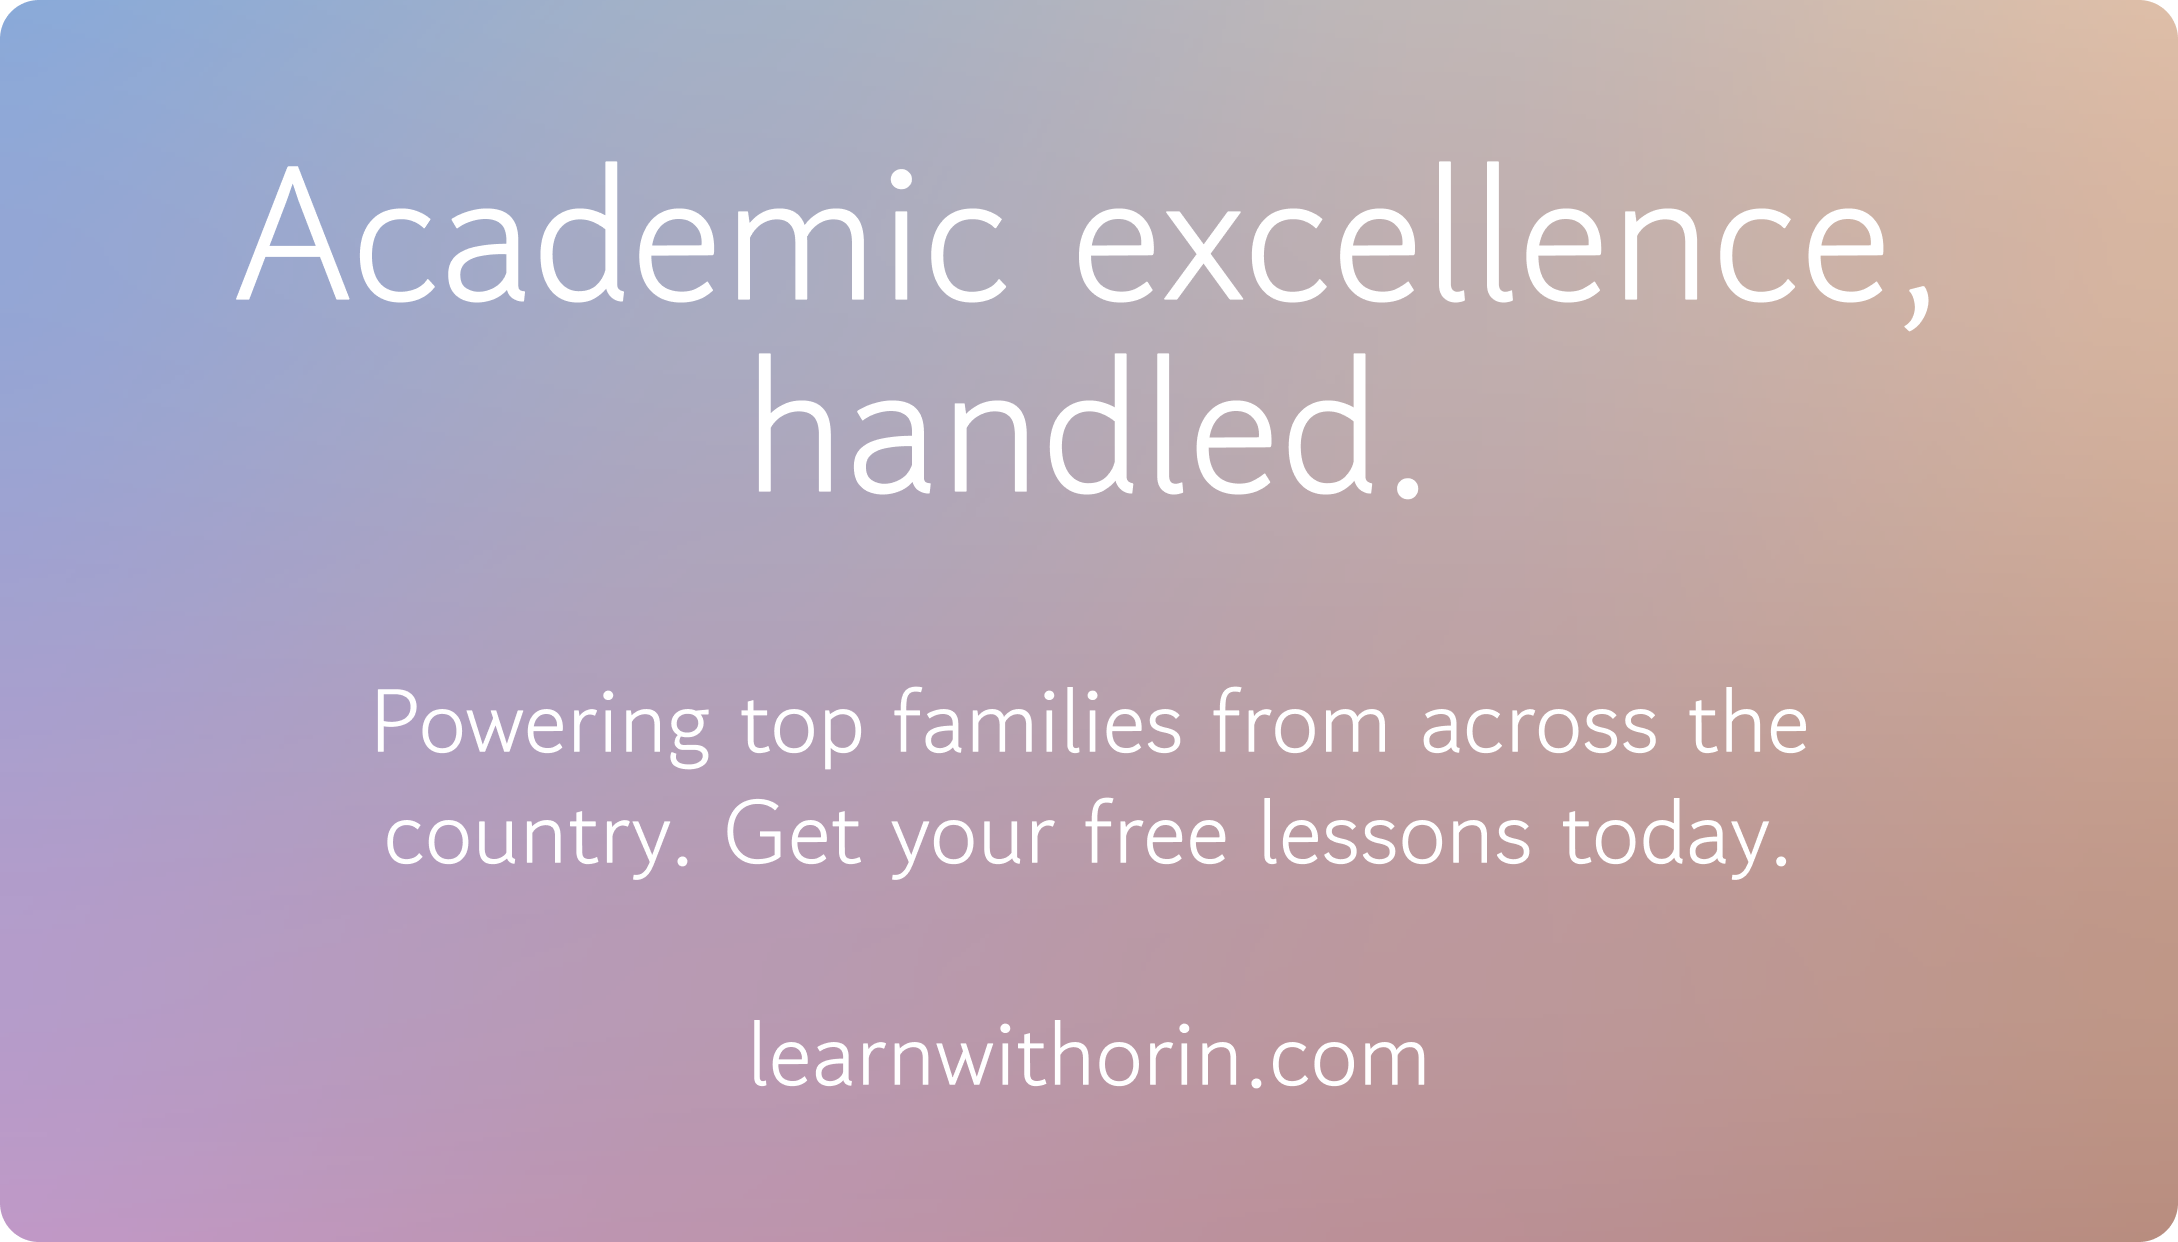 Academic excellence,
handled.
Powering top families from across the
country. Get your free lessons today.
learnwithorin.com